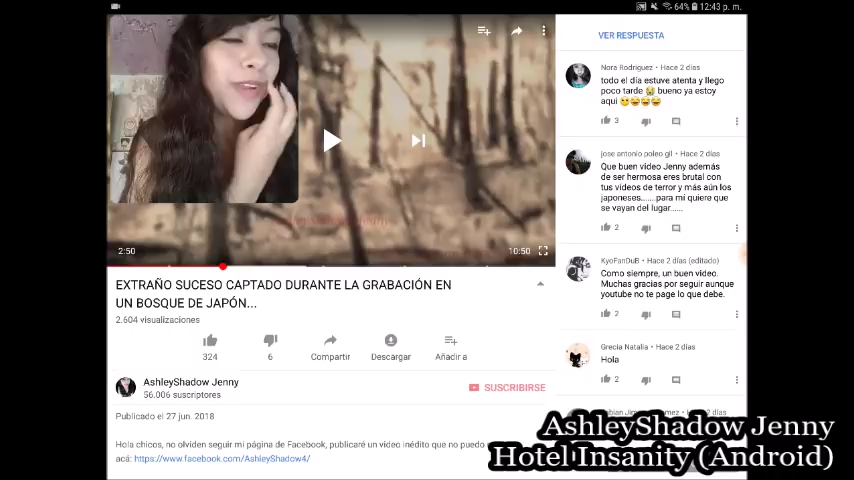 64% 12:43 p. m.
2:50
10:50
EXTRAÑO SUCESO CAPTADO DURANTE LA GRABACIÓN EN
UN BOSQUE DE JAPÓN...
2.604 visualizaciones
324
6
Compartir
Descargar
Añadir a
AshleyShadow Jenny
56.006 suscriptores
SUSCRIBIRSE
Publicado el 27 jun. 2018
Hola chicos, no olviden seguir mi página de Facebook, publicaré un video inédito que no puedo
acá: https://www.facebook.com/AshleyShadow4/
VER RESPUESTA
Nora Rodriguez • Hace 2 días
todo el día estuve atenta y llego
poco tarde 😭 bueno ya estoy
aqui 😁😂😂😂
3
jose antonio poleo gil • Hace 2 días
Que buen video Jenny además
de ser hermosa eres brutal con
tus vídeos de terror y más aún los
japoneses.......para mí quiere que
se vayan del lugar......
2
KyoFanDuB • Hace 2 días (editado)
Como siempre, un buen video.
Muchas gracias por seguir aunque
youtube no te page lo que debe.
2
Grecia Natalia • Hace 2 días
Hola
2
AshleyShadow Jenny
Hotel Insanity (Android)